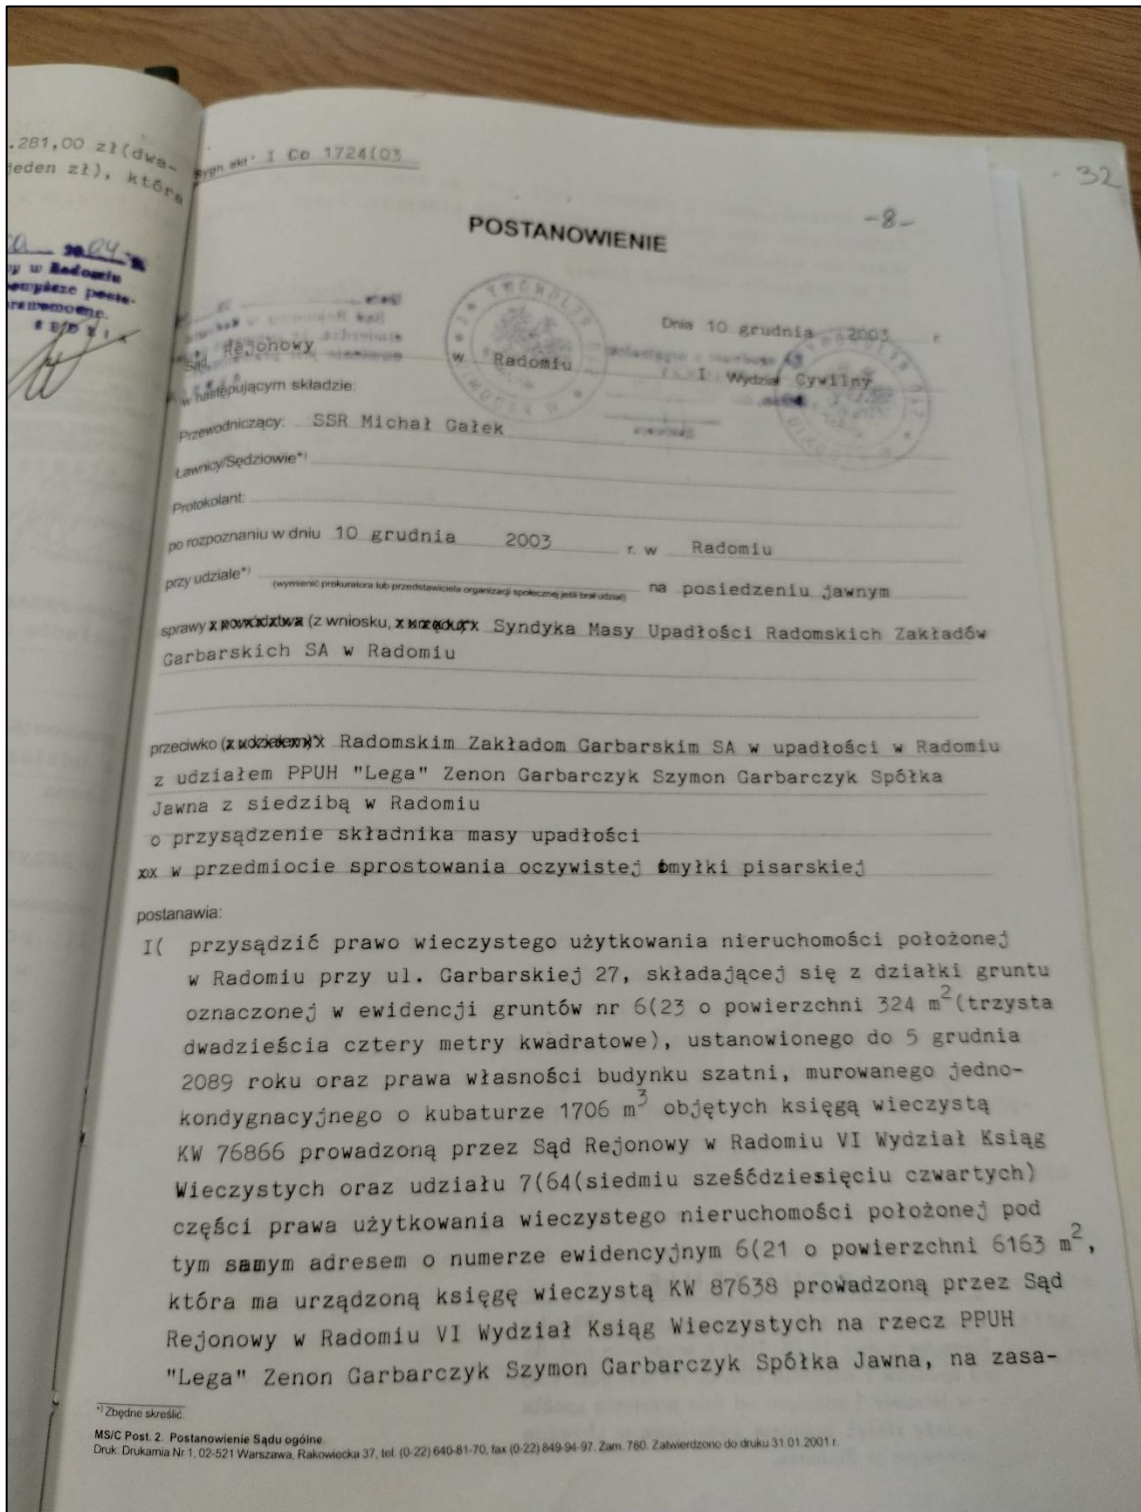 .281,00 zł(dwa-
jeden zł), która
2004
w Radomiu
SĘDZIA
Sygn. akt I Co 1724(03
32
-8-
POSTANOWIENIE
Dnia 10 grudnia 2003 r.
Sąd Rejonowy w Radomiu I Wydział Cywilny
w następującym składzie:
Przewodniczący: SSR Michał Gałek
Ławnicy/Sędziowie*)
Protokolant:
po rozpoznaniu w dniu 10 grudnia 2003 r. w Radomiu
przy udziale*) na posiedzeniu jawnym
(wymienić prokuratora lub przedstawiciela organizacji społecznej jeśli brał udział)
sprawy z powództwa (z wniosku, z urzędu)* Syndyka Masy Upadłości Radomskich Zakładów
Garbarskich SA w Radomiu
przeciwko (z udziałem)* Radomskim Zakładom Garbarskim SA w upadłości w Radomiu
z udziałem PPUH "Lega" Zenon Garbarczyk Szymon Garbarczyk Spółka
Jawna z siedzibą w Radomiu
o przysądzenie składnika masy upadłości
xx w przedmiocie sprostowania oczywistej omyłki pisarskiej
postanawia:
I( przysądzić prawo wieczystego użytkowania nieruchomości położonej
w Radomiu przy ul. Garbarskiej 27, składającej się z działki gruntu
oznaczonej w ewidencji gruntów nr 6(23 o powierzchni 324 m²(trzysta
dwadzieścia cztery metry kwadratowe), ustanowionego do 5 grudnia
2089 roku oraz prawa własności budynku szatni, murowanego jedno-
kondygnacyjnego o kubaturze 1706 m³ objętych księgą wieczystą
KW 76866 prowadzoną przez Sąd Rejonowy w Radomiu VI Wydział Ksiąg
Wieczystych oraz udziału 7(64(siedmiu sześćdziesięciu czwartych)
części prawa użytkowania wieczystego nieruchomości położonej pod
tym samym adresem o numerze ewidencyjnym 6(21 o powierzchni 6163 m²,
która ma urządzoną księgę wieczystą KW 87638 prowadzoną przez Sąd
Rejonowy w Radomiu VI Wydział Ksiąg Wieczystych na rzecz PPUH
"Lega" Zenon Garbarczyk Szymon Garbarczyk Spółka Jawna, na zasa-
*) Zbędne skreślić.
MS/C Post. 2. Postanowienie Sądu ogólne.
Druk: Drukarnia Nr 1, 02-521 Warszawa, Rakowiecka 37, tel. (0-22) 640-81-70, fax (0-22) 849-94-97. Zam. 760. Zatwierdzono do druku 31.01.2001 r.